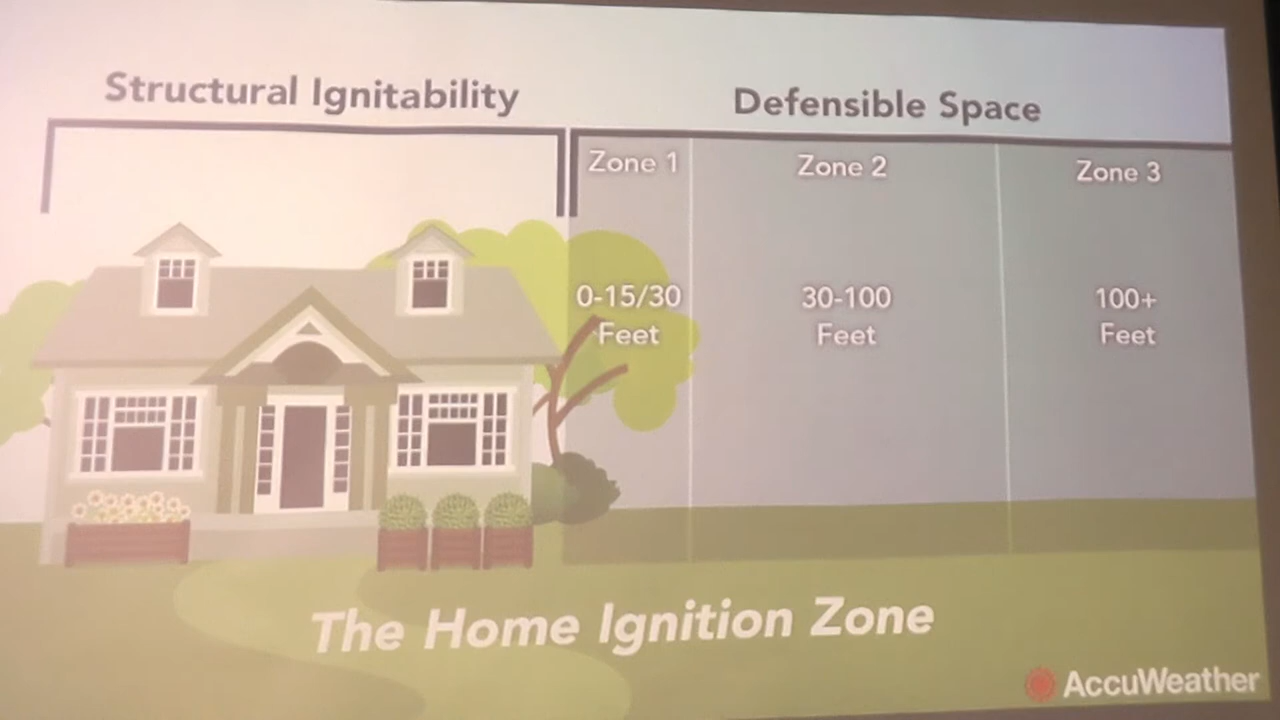 Structural Ignitability
Defensible Space
Zone 1
Zone 2
Zone 3
0-15/30
Feet
30-100
Feet
100+
Feet
The Home Ignition Zone
AccuWeather